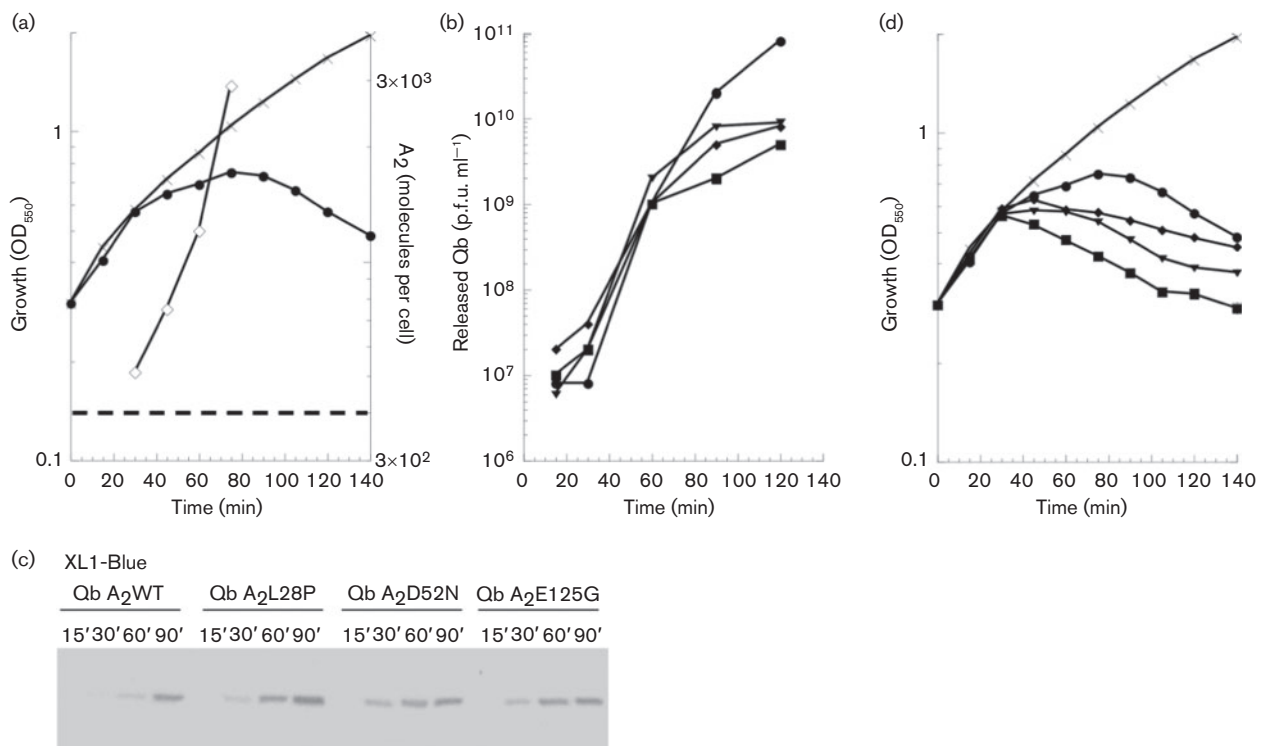 (a)
1
Growth (OD₅₅₀)
0.1
0 20 40 60 80 100 120 140
Time (min)
3×10³
A₂ (molecules per cell)
3×10²
(b)
10¹¹
10¹⁰
10⁹
10⁸
10⁷
10⁶
Released Qb (p.f.u. ml⁻¹)
20 40 60 80 100 120 140
Time (min)
(d)
1
Growth (OD₅₅₀)
0.1
0 20 40 60 80 100 120 140
Time (min)
(c) XL1-Blue
Qb A₂WT Qb A₂L28P Qb A₂D52N Qb A₂E125G
15′30′60′90′ 15′30′60′90′ 15′30′60′90′ 15′30′60′90′